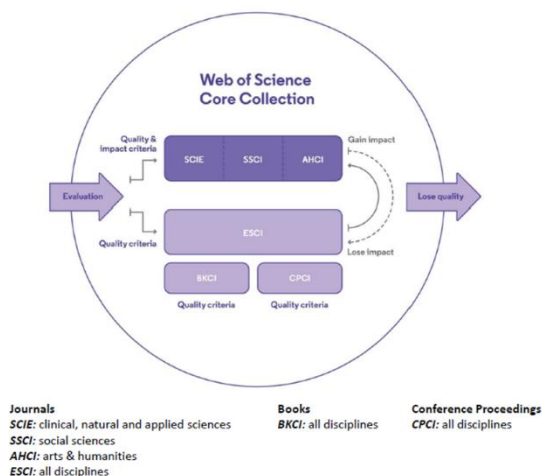 Web of Science
Core Collection
Quality &
impact criteria
Gain impact
SCIE
SSCI
AHCI
Evaluation
Lose quality
Quality criteria
ESCI
Lose impact
BKCI
CPCI
Quality criteria
Quality criteria
Journals
SCIE: clinical, natural and applied sciences
SSCI: social sciences
AHCI: arts & humanities
ESCI: all disciplines
Books
BKCI: all disciplines
Conference Proceedings
CPCI: all disciplines